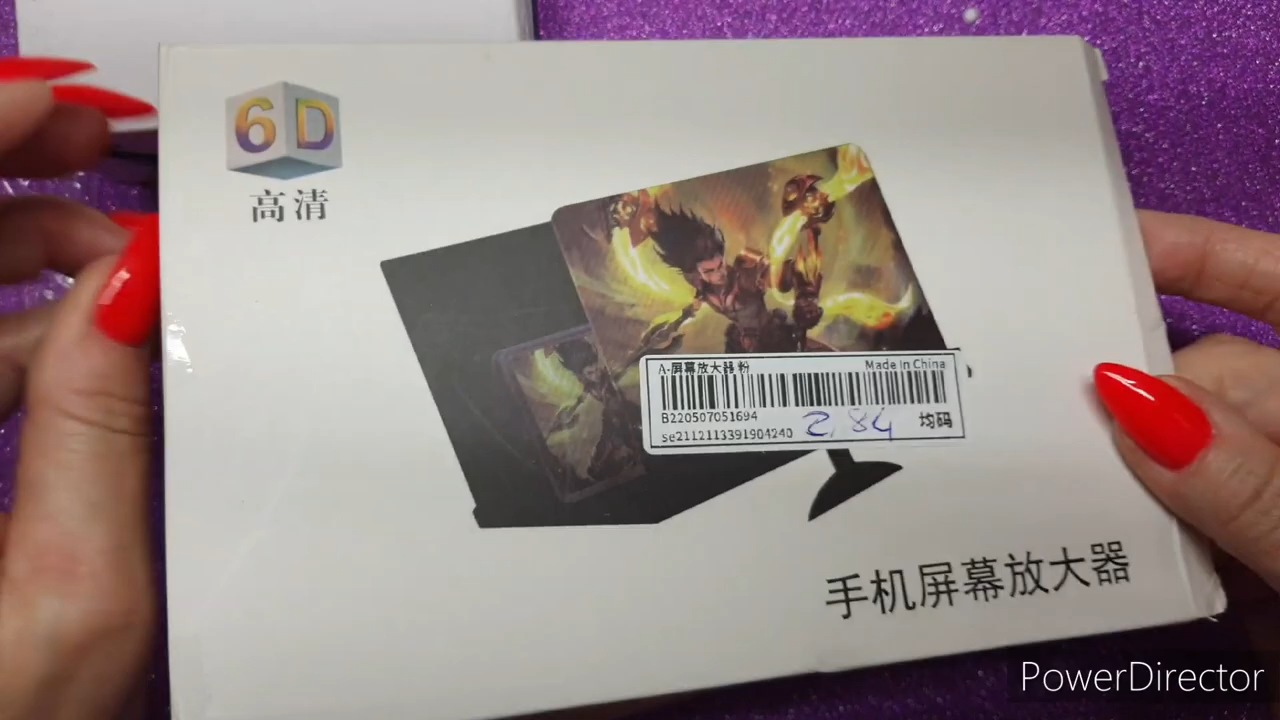 6D
高清
A-屏幕放大器 粉
Made In China
B220507051694
se2112113391904240
2,84
均码
手机屏幕放大器
PowerDirector